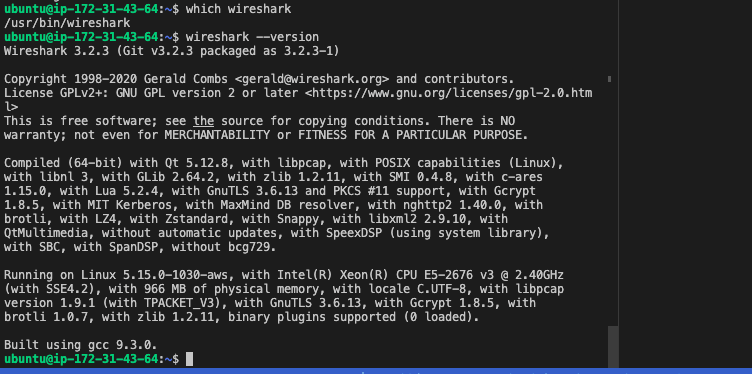 ubuntu@ip-172-31-43-64:~$ which wireshark
/usr/bin/wireshark
ubuntu@ip-172-31-43-64:~$ wireshark --version
Wireshark 3.2.3 (Git v3.2.3 packaged as 3.2.3-1)
Copyright 1998-2020 Gerald Combs <gerald@wireshark.org> and contributors.
License GPLv2+: GNU GPL version 2 or later <https://www.gnu.org/licenses/gpl-2.0.htm
l>
This is free software; see the source for copying conditions. There is NO
warranty; not even for MERCHANTABILITY or FITNESS FOR A PARTICULAR PURPOSE.
Compiled (64-bit) with Qt 5.12.8, with libpcap, with POSIX capabilities (Linux),
with libnl 3, with GLib 2.64.2, with zlib 1.2.11, with SMI 0.4.8, with c-ares
1.15.0, with Lua 5.2.4, with GnuTLS 3.6.13 and PKCS #11 support, with Gcrypt
1.8.5, with MIT Kerberos, with MaxMind DB resolver, with nghttp2 1.40.0, with
brotli, with LZ4, with Zstandard, with Snappy, with libxml2 2.9.10, with
QtMultimedia, without automatic updates, with SpeexDSP (using system library),
with SBC, with SpanDSP, without bcg729.
Running on Linux 5.15.0-1030-aws, with Intel(R) Xeon(R) CPU E5-2676 v3 @ 2.40GHz
(with SSE4.2), with 966 MB of physical memory, with locale C.UTF-8, with libpcap
version 1.9.1 (with TPACKET_V3), with GnuTLS 3.6.13, with Gcrypt 1.8.5, with
brotli 1.0.7, with zlib 1.2.11, binary plugins supported (0 loaded).
Built using gcc 9.3.0.
ubuntu@ip-172-31-43-64:~$